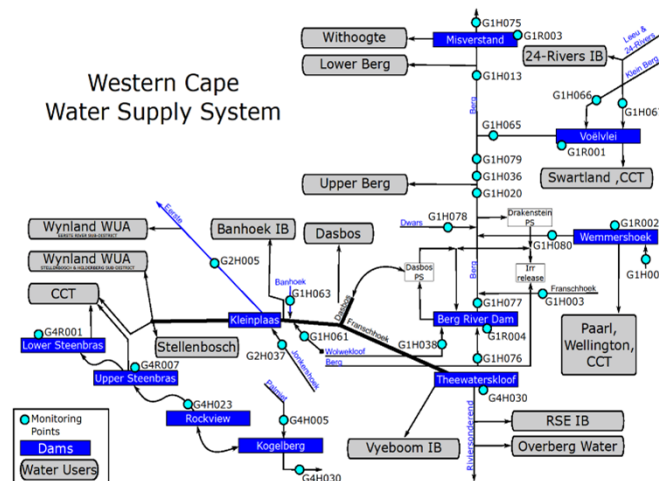 Western Cape
Water Supply System
G1H075
G1R003
Withoogte
Misverstand
Lower Berg
G1H013
Berg
Leeu &
24-Rivers
24-Rivers IB
Klein Berg
G1H066
G1H067
G1H065
Voëlvlei
G1R001
G1H079
G1H036
G1H020
Upper Berg
Swartland ,CCT
Dwars
G1H078
Drakenstein
PS
G1H080
G1R002
Wemmershoek
G1H00
Wynland WUA
Eerste
Banhoek IB
Dasbos
Wynland WUA
G2H005
Dasbos
PS
Berg
Irr
release
CCT
Banhoek
G1H063
Dasbos
G1H077
Franschhoek
G1H003
Kleinplaas
Franschhoek
Berg River Dam
G4R001
Lower Steenbras
Stellenbosch
G1H061
Wolwekloof
G1H038
G1R004
Paarl,
Wellington,
CCT
G2H037
Jonkershoek
Berg
G1H076
G4R007
Upper Steenbras
Theewaterskloof
G4H030
G4H023
Palmiet
G4H005
Rockview
RSE IB
Monitoring
Points
Dams
Water Users
Kogelberg
Vyeboom IB
Riviersonderend
Overberg Water
G4H030